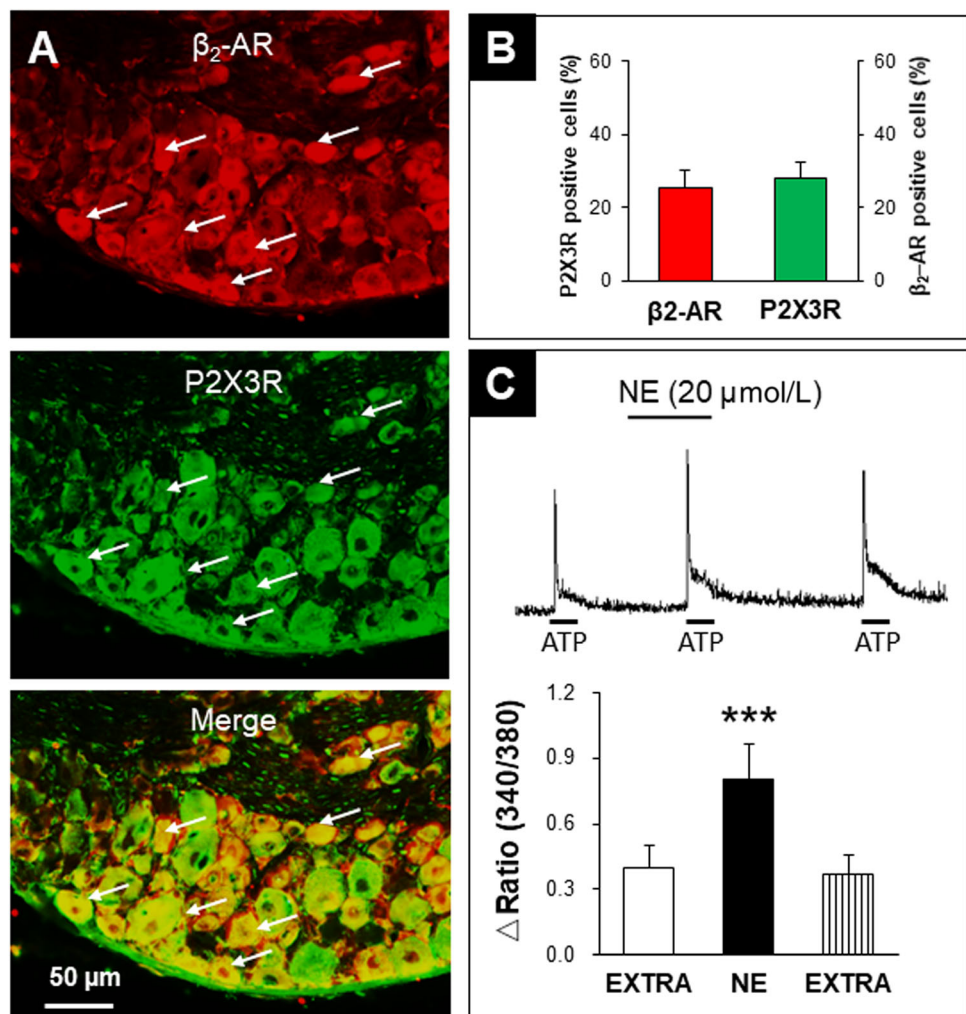 A
β₂-AR
P2X3R
Merge
50 µm
B
P2X3R positive cells (%)
60
40
20
0
60
40
20
0
β₂–AR positive cells (%)
β2-AR P2X3R
C
NE (20 µmol/L)
ATP ATP ATP
△ Ratio (340/380)
1.2
0.9
0.6
0.3
0.0
***
EXTRA NE EXTRA